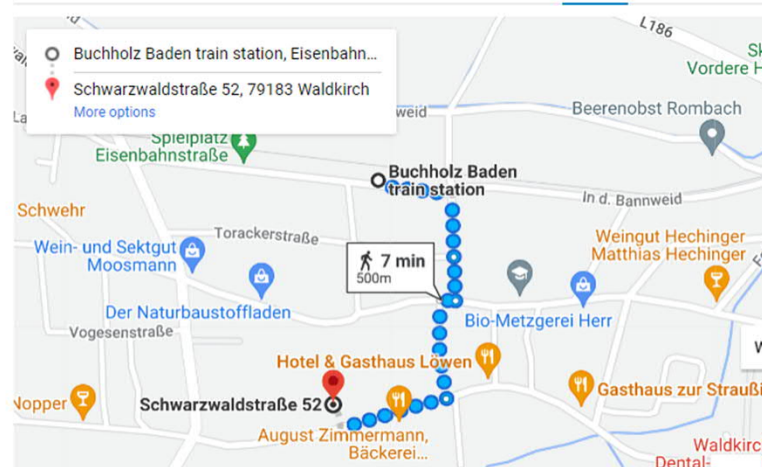 L186
Buchholz Baden train station, Eisenbahn...
Schwarzwaldstraße 52, 79183 Waldkirch
More options
Vordere H
Beerenobst Rombach
weid
Spielplatz
Eisenbahnstraße
Buchholz Baden
train station
In d. Bannweid
Schwehr
Torackerstraße
Wein- und Sektgut
Moosmann
7 min
500m
Weingut Hechinger
Matthias Hechinger
Der Naturbaustoffladen
Bio-Metzgerei Herr
Vogesenstraße
Hotel & Gasthaus Löwen
Nopper
Schwarzwaldstraße 52
Gasthaus zur Straußi
August Zimmermann,
Bäckerei...
Waldkirc
Dental-